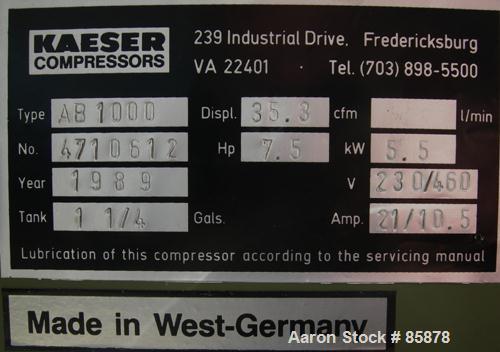 KAESER
COMPRESSORS
239 Industrial Drive. Fredericksburg
VA 22401 · Tel. (703) 898-5500
Type AB 1000 Displ. 35.3 cfm l/min
No. 4710612 Hp 7.5 kW 5.5
Year 1989 V 230/460
Tank 1 1/4 Gals. Amp. 21/10.5
Lubrication of this compressor according to the servicing manual
Made in West-Germany
Aaron Stock # 85878